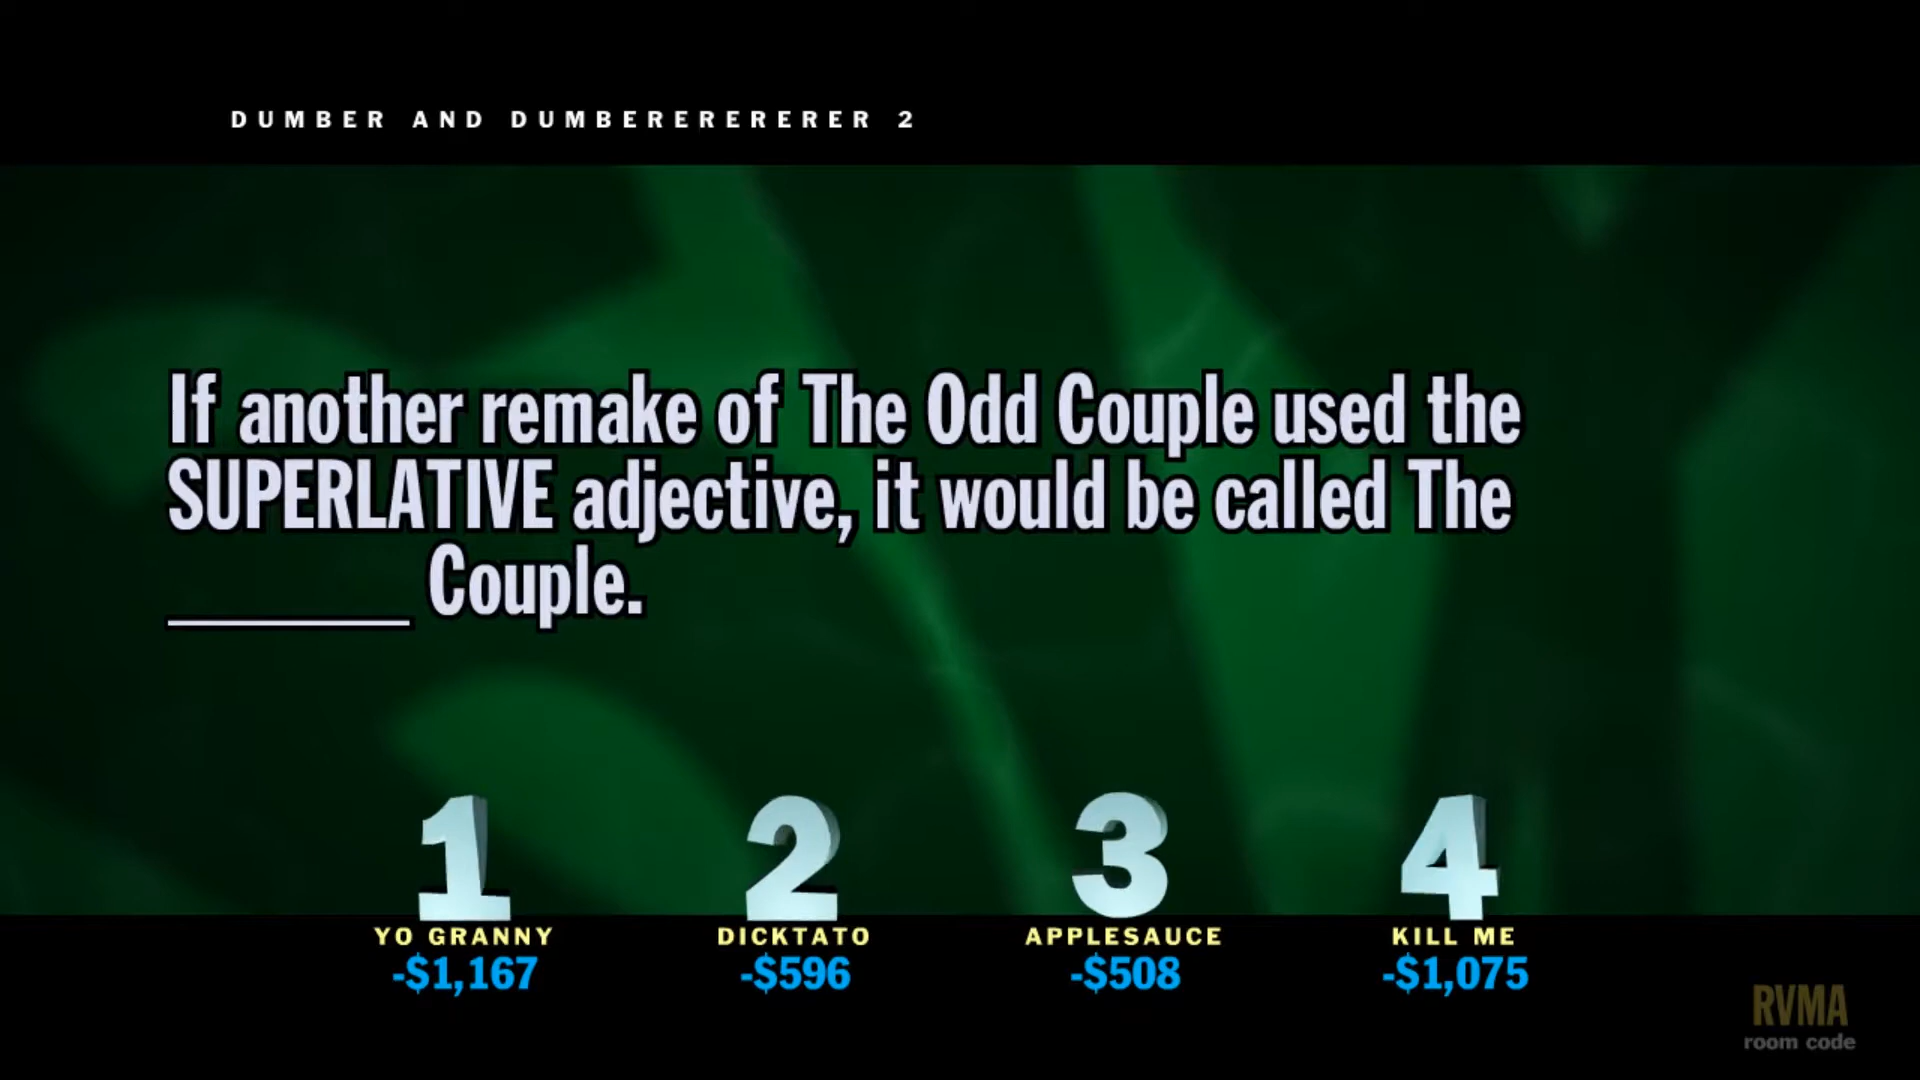 DUMBER AND DUMBERERERERER 2
If another remake of The Odd Couple used the
SUPERLATIVE adjective, it would be called The
________ Couple.
1 2 3 4
YO GRANNY DICKTATO APPLESAUCE KILL ME
-$1,167 -$596 -$508 -$1,075
RVMA
room code